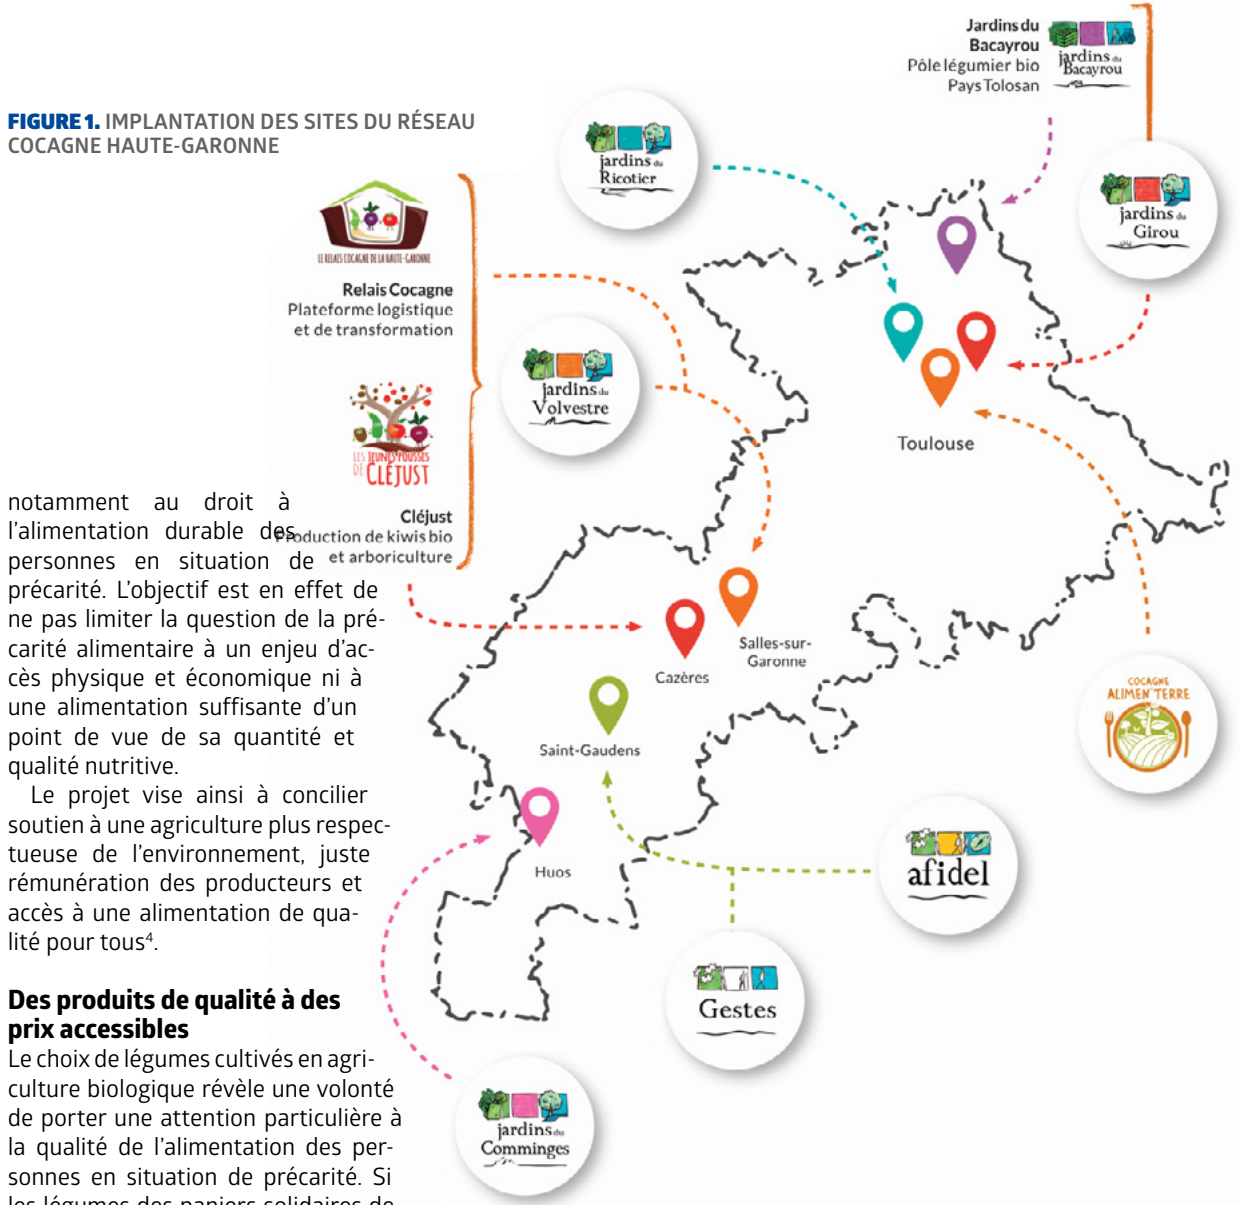 Jardins du
Bacayrou
Pôle légumier bio
Pays Tolosan
jardins du
Bacayrou
FIGURE 1. IMPLANTATION DES SITES DU RÉSEAU
COCAGNE HAUTE-GARONNE
jardins du
Ricotier
jardins du
Girou
LE RELAIS COCAGNE DE LA HAUTE-GARONNE
Relais Cocagne
Plateforme logistique
et de transformation
jardins du
Volvestre
LES JEUNES POUSSES
DE CLÉJUST
Cléjust
Production de kiwis bio
et arboriculture
Toulouse
Salles-sur-
Garonne
Cazères
Saint-Gaudens
Huos
COCAGNE
ALIMEN'TERRE
afidel
Gestes
jardins du
Comminges
notamment au droit à
l'alimentation durable des
personnes en situation de
précarité. L'objectif est en effet de
ne pas limiter la question de la pré-
carité alimentaire à un enjeu d'ac-
cès physique et économique ni à
une alimentation suffisante d'un
point de vue de sa quantité et
qualité nutritive.
Le projet vise ainsi à concilier
soutien à une agriculture plus respec-
tueuse de l'environnement, juste
rémunération des producteurs et
accès à une alimentation de qua-
lité pour tous⁴.
Des produits de qualité à des
prix accessibles
Le choix de légumes cultivés en agri-
culture biologique révèle une volonté
de porter une attention particulière à
la qualité de l'alimentation des per-
sonnes en situation de précarité. Si
les légumes des paniers solidaires de